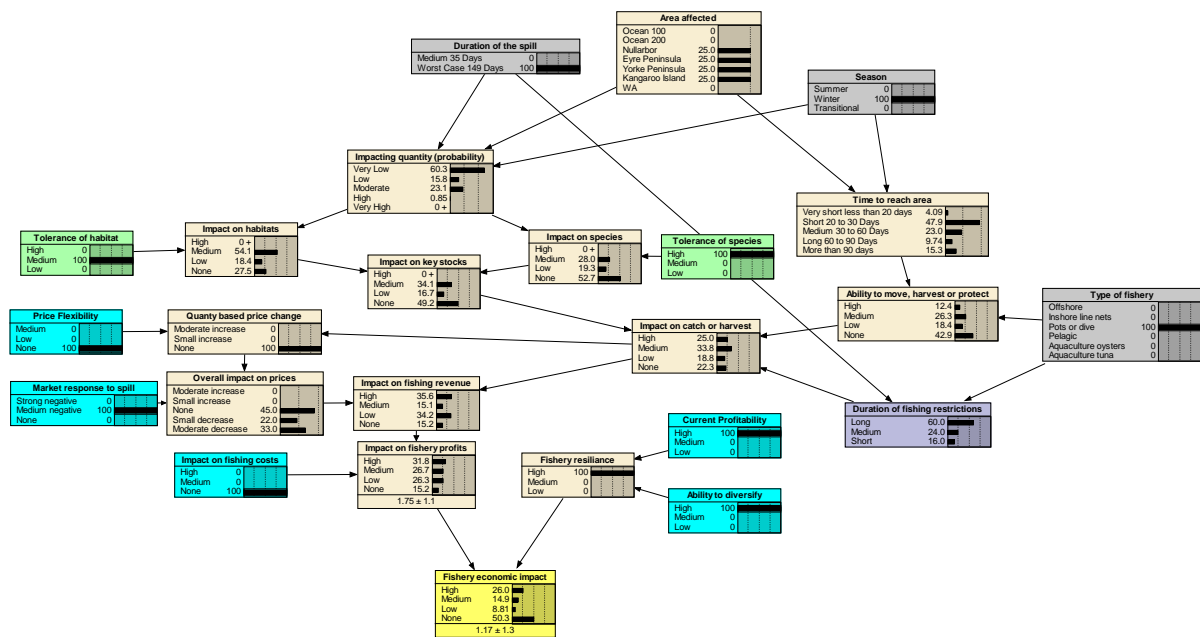 Area affected
Ocean 100 0
Ocean 200 0
Nullarbor 25.0
Eyre Peninsula 25.0
Yorke Peninsula 25.0
Kangaroo Island 25.0
WA 0
Duration of the spill
Medium 35 Days 0
Worst Case 149 Days 100
Season
Summer 0
Winter 100
Transitional 0
Impacting quantity (probability)
Very Low 60.3
Low 15.8
Moderate 23.1
High 0.85
Very High 0 +
Time to reach area
Very short less than 20 days 4.09
Short 20 to 30 Days 47.9
Medium 30 to 60 Days 23.0
Long 60 to 90 Days 9.74
More than 90 days 15.3
Tolerance of habitat
High 0
Medium 100
Low 0
Impact on habitats
High 0 +
Medium 54.1
Low 18.4
None 27.5
Impact on species
High 0 +
Medium 28.0
Low 19.3
None 52.7
Tolerance of species
High 100
Medium 0
Low 0
Impact on key stocks
High 0 +
Medium 34.1
Low 16.7
None 49.2
Ability to move, harvest or protect
High 12.4
Medium 26.3
Low 18.4
None 42.9
Type of fishery
Offshore 0
Inshore line nets 0
Pots or dive 100
Pelagic 0
Aquaculture oysters 0
Aquaculture tuna 0
Price Flexibility
Medium 0
Low 0
None 100
Quanty based price change
Moderate increase 0
Small increase 0
None 100
Impact on catch or harvest
High 25.0
Medium 33.8
Low 18.8
None 22.3
Market response to spill
Strong negative 0
Medium negative 100
None 0
Overall impact on prices
Moderate increase 0
Small increase 0
None 45.0
Small decrease 22.0
Moderate decrease 33.0
Impact on fishing revenue
High 35.6
Medium 15.1
Low 34.2
None 15.2
Duration of fishing restrictions
Long 60.0
Medium 24.0
Short 16.0
Current Profitability
High 100
Medium 0
Low 0
Impact on fishing costs
High 0
Medium 0
None 100
Impact on fishery profits
High 31.8
Medium 26.7
Low 26.3
None 15.2
1.75 ± 1.1
Fishery resiliance
High 100
Medium 0
Low 0
Ability to diversify
High 100
Medium 0
Low 0
Fishery economic impact
High 26.0
Medium 14.9
Low 8.81
None 50.3
1.17 ± 1.3